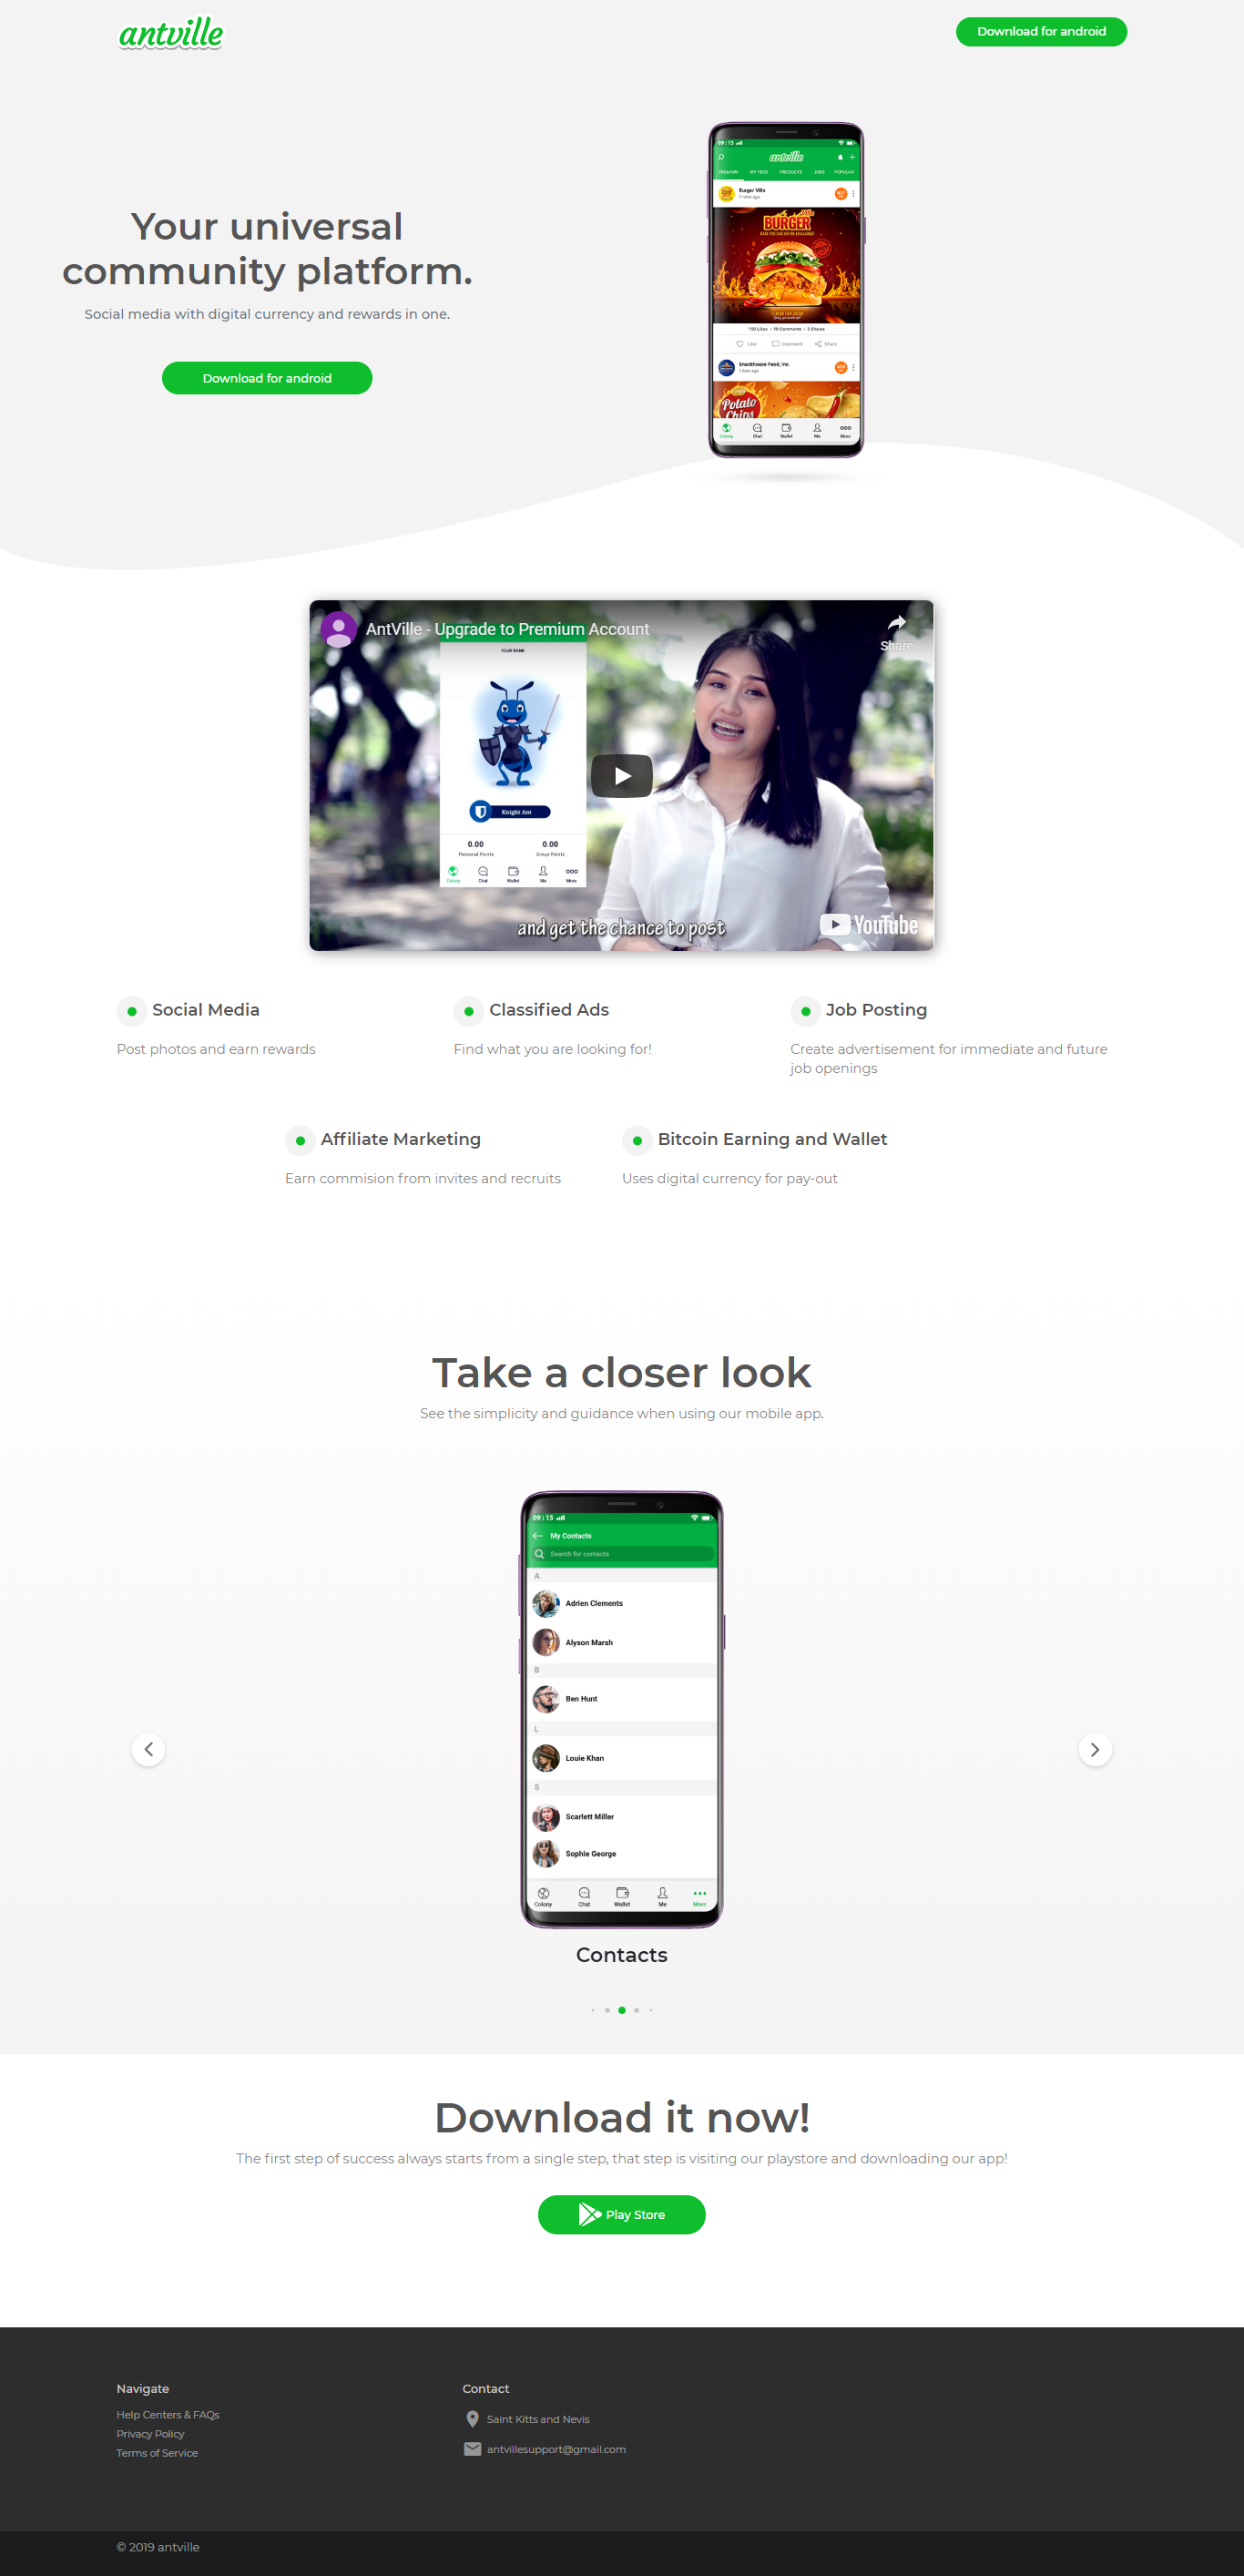 antville
Download for android
Your universal
community platform.
Social media with digital currency and rewards in one.
Download for android
09:15
antville
PREMIUM MY FEED PRODUCTS JOBS POPULAR
Burger Ville
BURGER
150 Likes • 10 Comments • 3 Shares
Like Comment Share
Snackhouse Food, Inc.
1 hour ago
Potato
Chips
Colony Chat Wallet Me More
AntVille - Upgrade to Premium Account
Share
YOUR RANK
Knight Ant
0.00 0.00
Personal Points Group Points
Colony Chat Wallet Me More
and get the chance to post
YouTube
Social Media
Post photos and earn rewards
Classified Ads
Find what you are looking for!
Job Posting
Create advertisement for immediate and future
job openings
Affiliate Marketing
Earn commision from invites and recruits
Bitcoin Earning and Wallet
Uses digital currency for pay-out
Take a closer look
See the simplicity and guidance when using our mobile app.
09:15
My Contacts
Search for contacts
A
Adrien Clements
Alyson Marsh
B
Ben Hunt
L
Louie Khan
S
Scarlett Miller
Sophie George
Colony Chat Wallet Me More
Contacts
Download it now!
The first step of success always starts from a single step, that step is visiting our playstore and downloading our app!
Play Store
Navigate
Help Centers & FAQs
Privacy Policy
Terms of Service
Contact
Saint Kitts and Nevis
antvillesupport@gmail.com
© 2019 antville